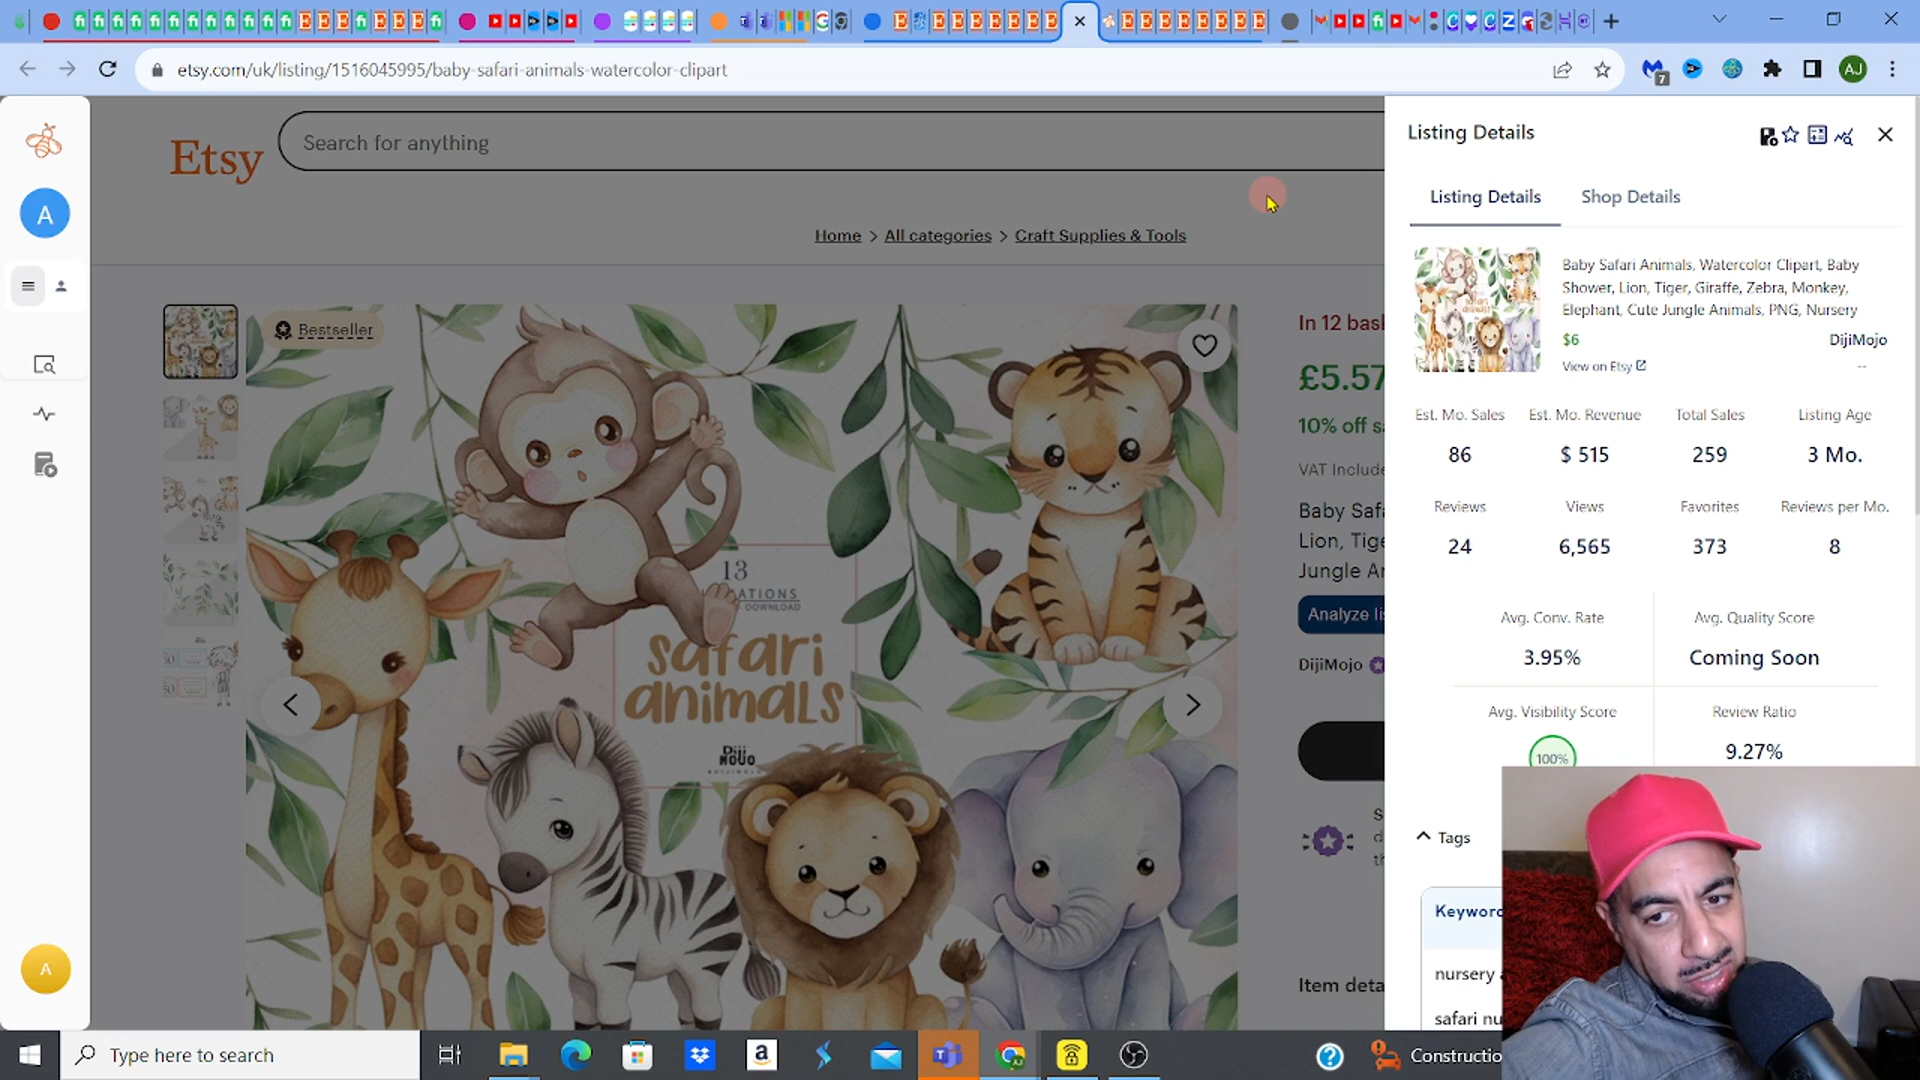 etsy.com/uk/listing/1516045995/baby-safari-animals-watercolor-clipart
7
AJ
A
A
Etsy
Search for anything
Home > All categories > Craft Supplies & Tools
Bestseller
13
DOWNLOAD
safari
animals
In 12 bas
£5.57
10% off s
VAT Include
Baby Saf
Lion, Tig
Jungle A
Analyze li
DijiMojo
Item deta
Listing Details
Listing Details
Shop Details
Baby Safari Animals, Watercolor Clipart, Baby
Shower, Lion, Tiger, Giraffe, Zebra, Monkey,
Elephant, Cute Jungle Animals, PNG, Nursery
$6
DijiMojo
View on Etsy
--
Est. Mo. Sales
Est. Mo. Revenue
Total Sales
Listing Age
86
$ 515
259
3 Mo.
Reviews
Views
Favorites
Reviews per Mo.
24
6,565
373
8
Avg. Conv. Rate
Avg. Quality Score
3.95%
Coming Soon
Avg. Visibility Score
Review Ratio
100%
9.27%
Tags
Keyword
nursery
safari nu
Type here to search
Constructio